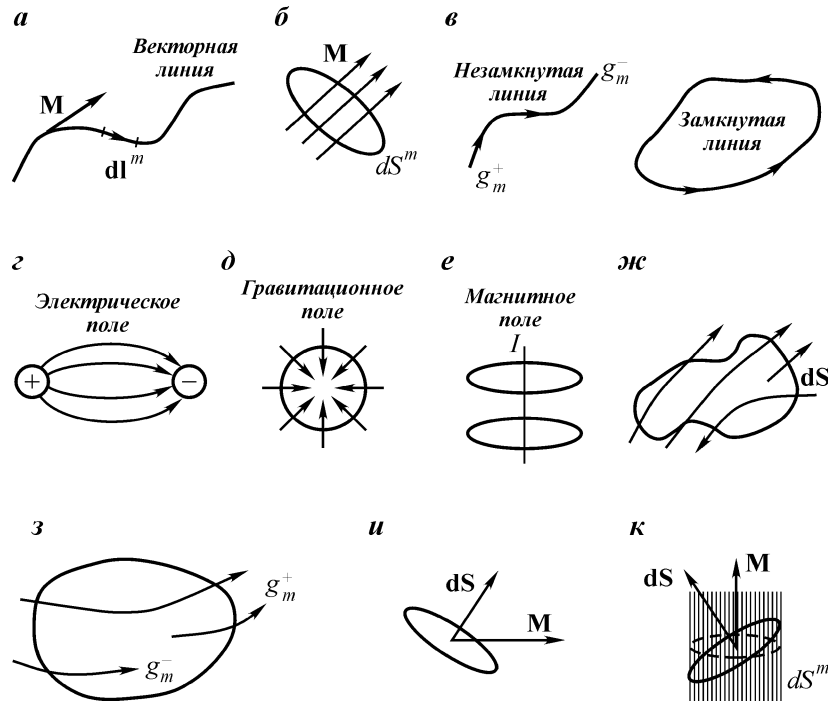 а
б
в
Векторная
линия
M
dl^m
M
dS^m
Незамкнутая
линия
g_m^-
g_m^+
Замкнутая
линия
г
д
е
ж
Электрическое
поле
+
−
Гравитационное
поле
Магнитное
поле
I
dS
з
и
к
g_m^+
g_m^-
dS
M
dS
M
dS^m